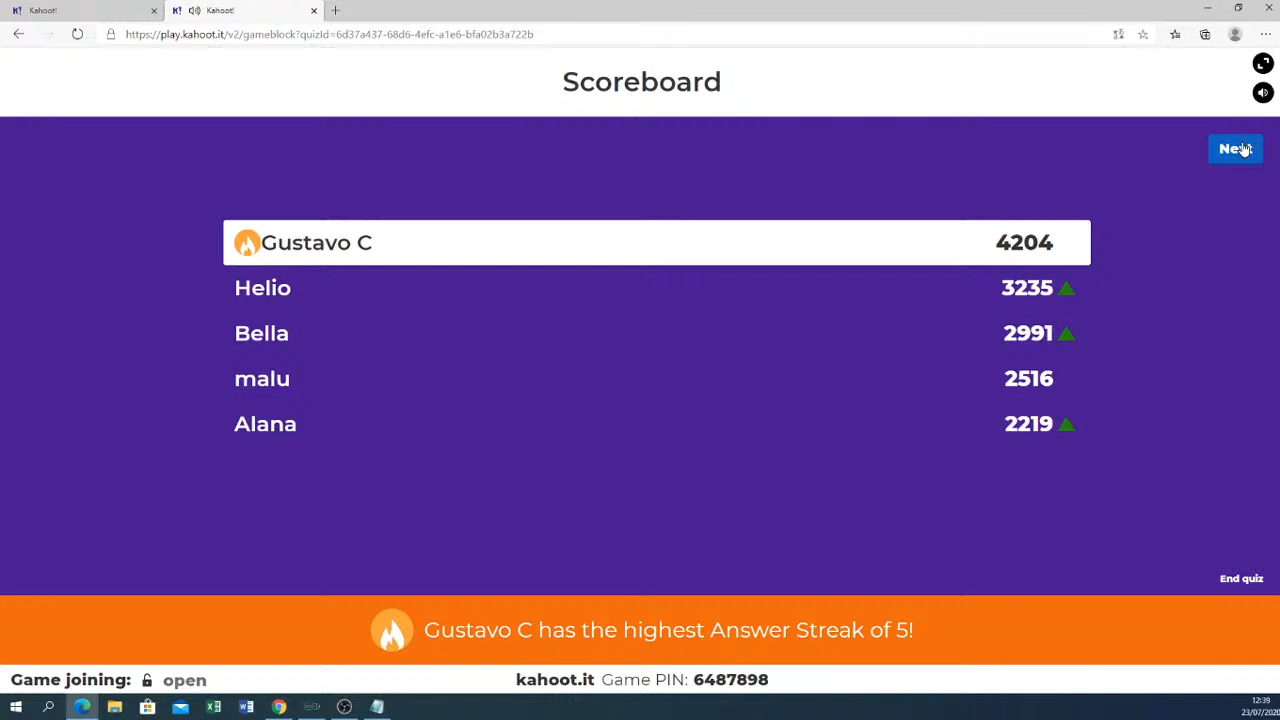 Kahoot!
Kahoot!
https://play.kahoot.it/v2/gameblock?quizId=6d37a437-68d6-4efc-a1e6-bfa02b3a722b
Scoreboard
Next
Gustavo C 4204
Helio 3235
Bella 2991
malu 2516
Alana 2219
End quiz
Gustavo C has the highest Answer Streak of 5!
Game joining: open kahoot.it Game PIN: 6487898
12:39
23/07/2020